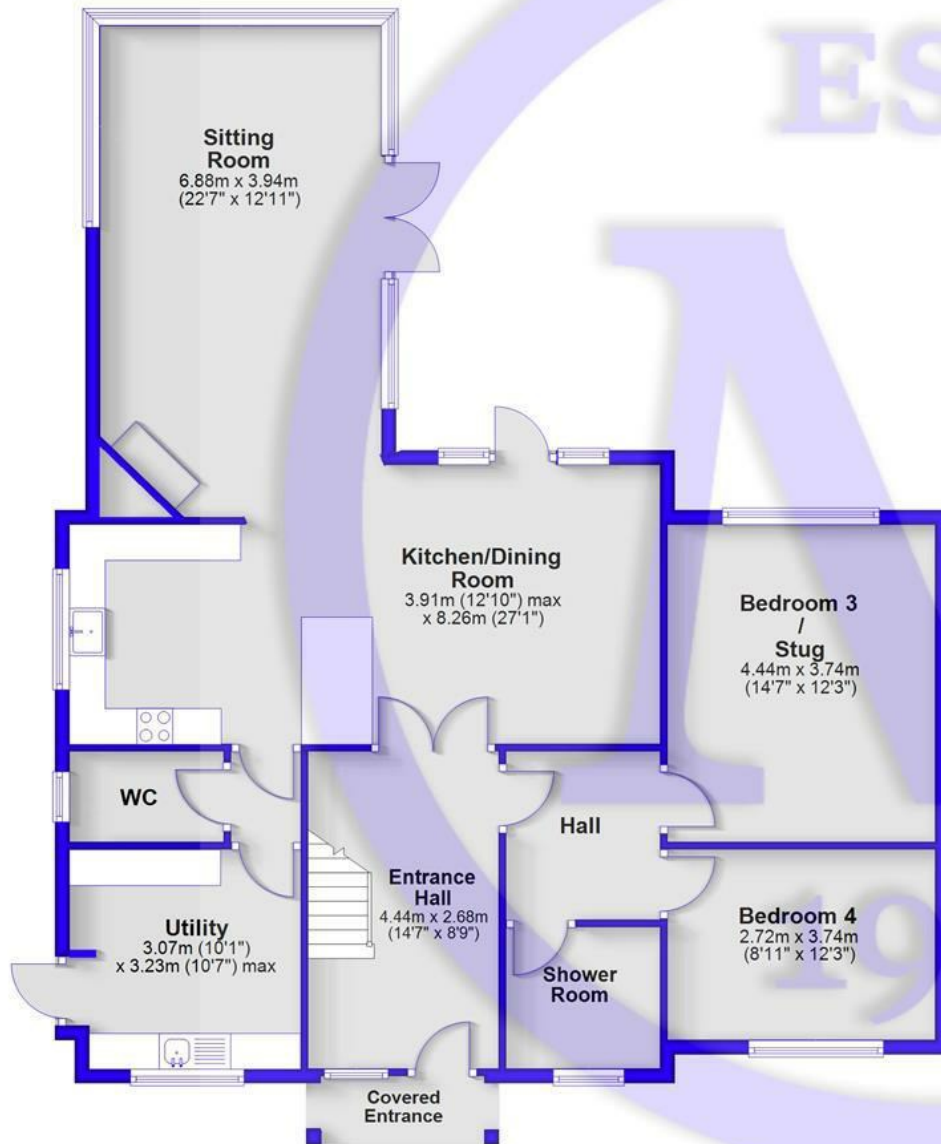 ES
Sitting
Room
6.88m x 3.94m
(22'7" x 12'11")
Kitchen/Dining
Room
3.91m (12'10") max
x 8.26m (27'1")
Bedroom 3
/
Stug
4.44m x 3.74m
(14'7" x 12'3")
WC
Hall
Entrance
Hall
4.44m x 2.68m
(14'7" x 8'9")
Utility
3.07m (10'1")
x 3.23m (10'7") max
Bedroom 4
2.72m x 3.74m
(8'11" x 12'3")
Shower
Room
19
Covered
Entrance